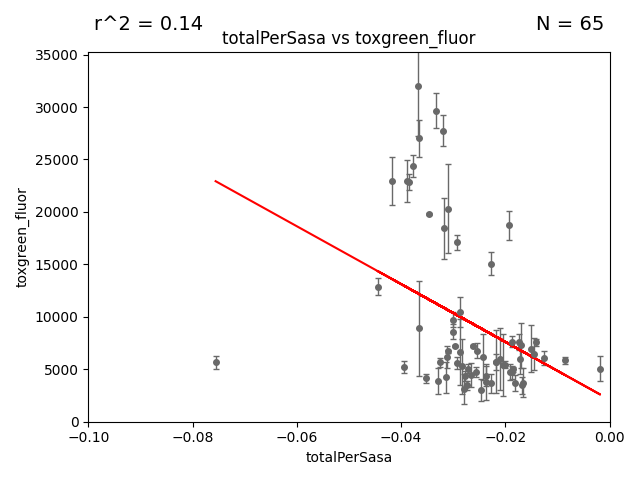 r^2 = 0.14
N = 65
totalPerSasa vs toxgreen_fluor
35000
30000
25000
20000
15000
10000
5000
0
toxgreen_fluor
−0.10
−0.08
−0.06
−0.04
−0.02
0.00
totalPerSasa